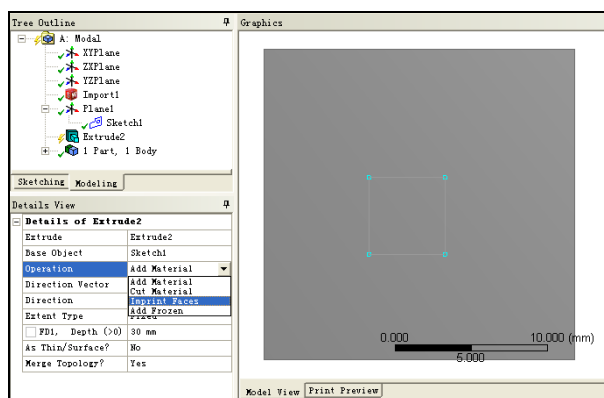 Tree Outline
A: Modal
XYPlane
ZXPlane
YZPlane
Import1
Plane1
Sketch1
Extrude2
1 Part, 1 Body
Sketching Modeling
Details View
Details of Extrude2
Extrude Extrude2
Base Object Sketch1
Operation Add Material
Direction Vector Add Material
Cut Material
Direction Imprint Faces
Add Frozen
Extent Type
FD1, Depth (>0) 30 mm
As Thin/Surface? No
Merge Topology? Yes
Graphics
0.000 10.000 (mm)
5.000
Model View Print Preview